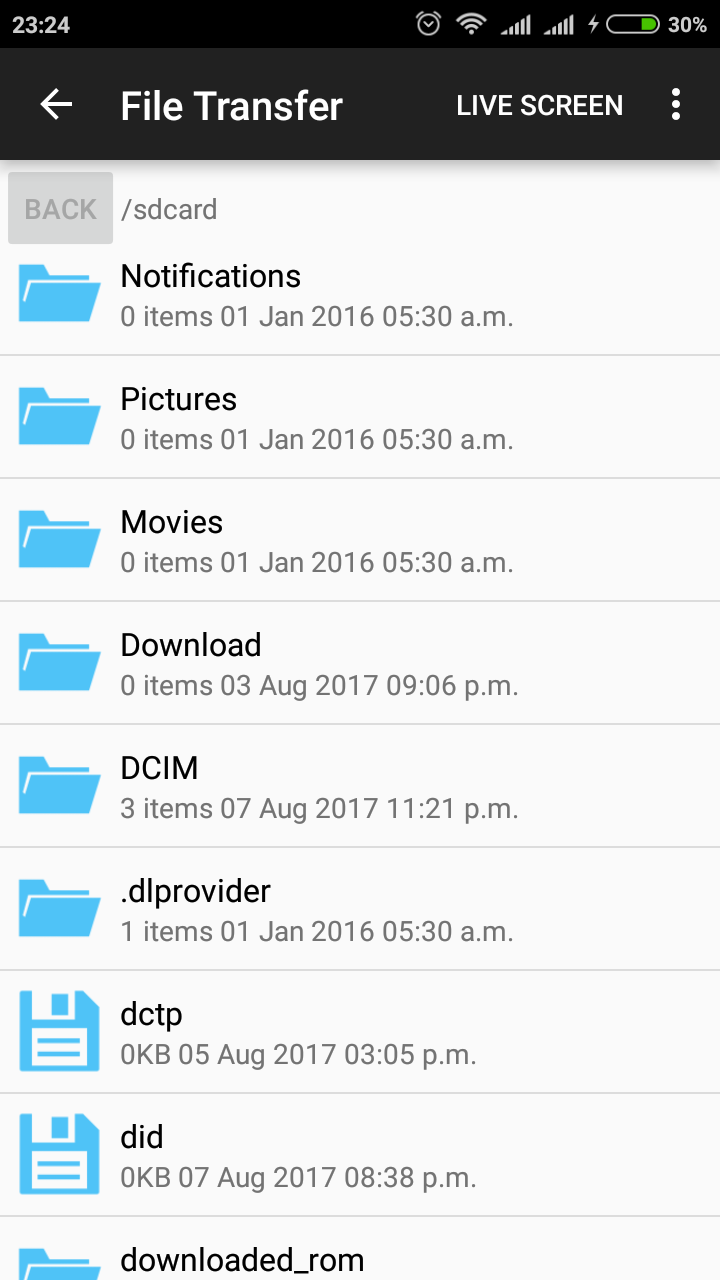 23:24 30%
File Transfer LIVE SCREEN
BACK /sdcard
Notifications
0 items 01 Jan 2016 05:30 a.m.
Pictures
0 items 01 Jan 2016 05:30 a.m.
Movies
0 items 01 Jan 2016 05:30 a.m.
Download
0 items 03 Aug 2017 09:06 p.m.
DCIM
3 items 07 Aug 2017 11:21 p.m.
.dlprovider
1 items 01 Jan 2016 05:30 a.m.
dctp
0KB 05 Aug 2017 03:05 p.m.
did
0KB 07 Aug 2017 08:38 p.m.
downloaded_rom